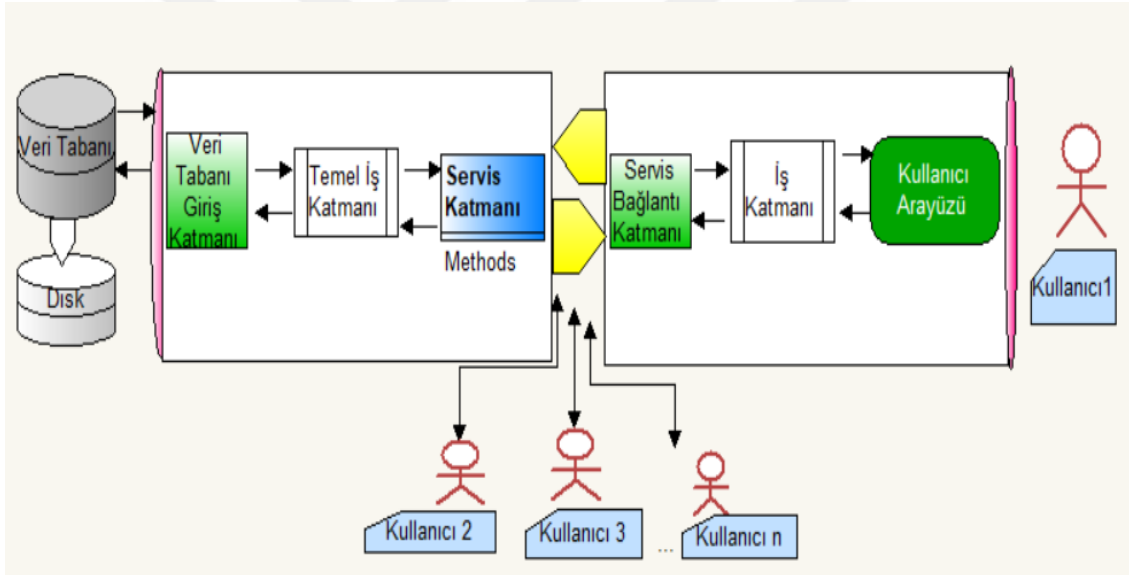 Veri Tabanı
Disk
Veri
Tabanı
Giriş
Katmanı
Temel İş
Katmanı
Servis
Katmanı
Methods
Servis
Bağlantı
Katmanı
İş
Katmanı
Kullanıcı
Arayüzü
Kullanıcı1
Kullanıcı 2
Kullanıcı 3
...
Kullanıcı n